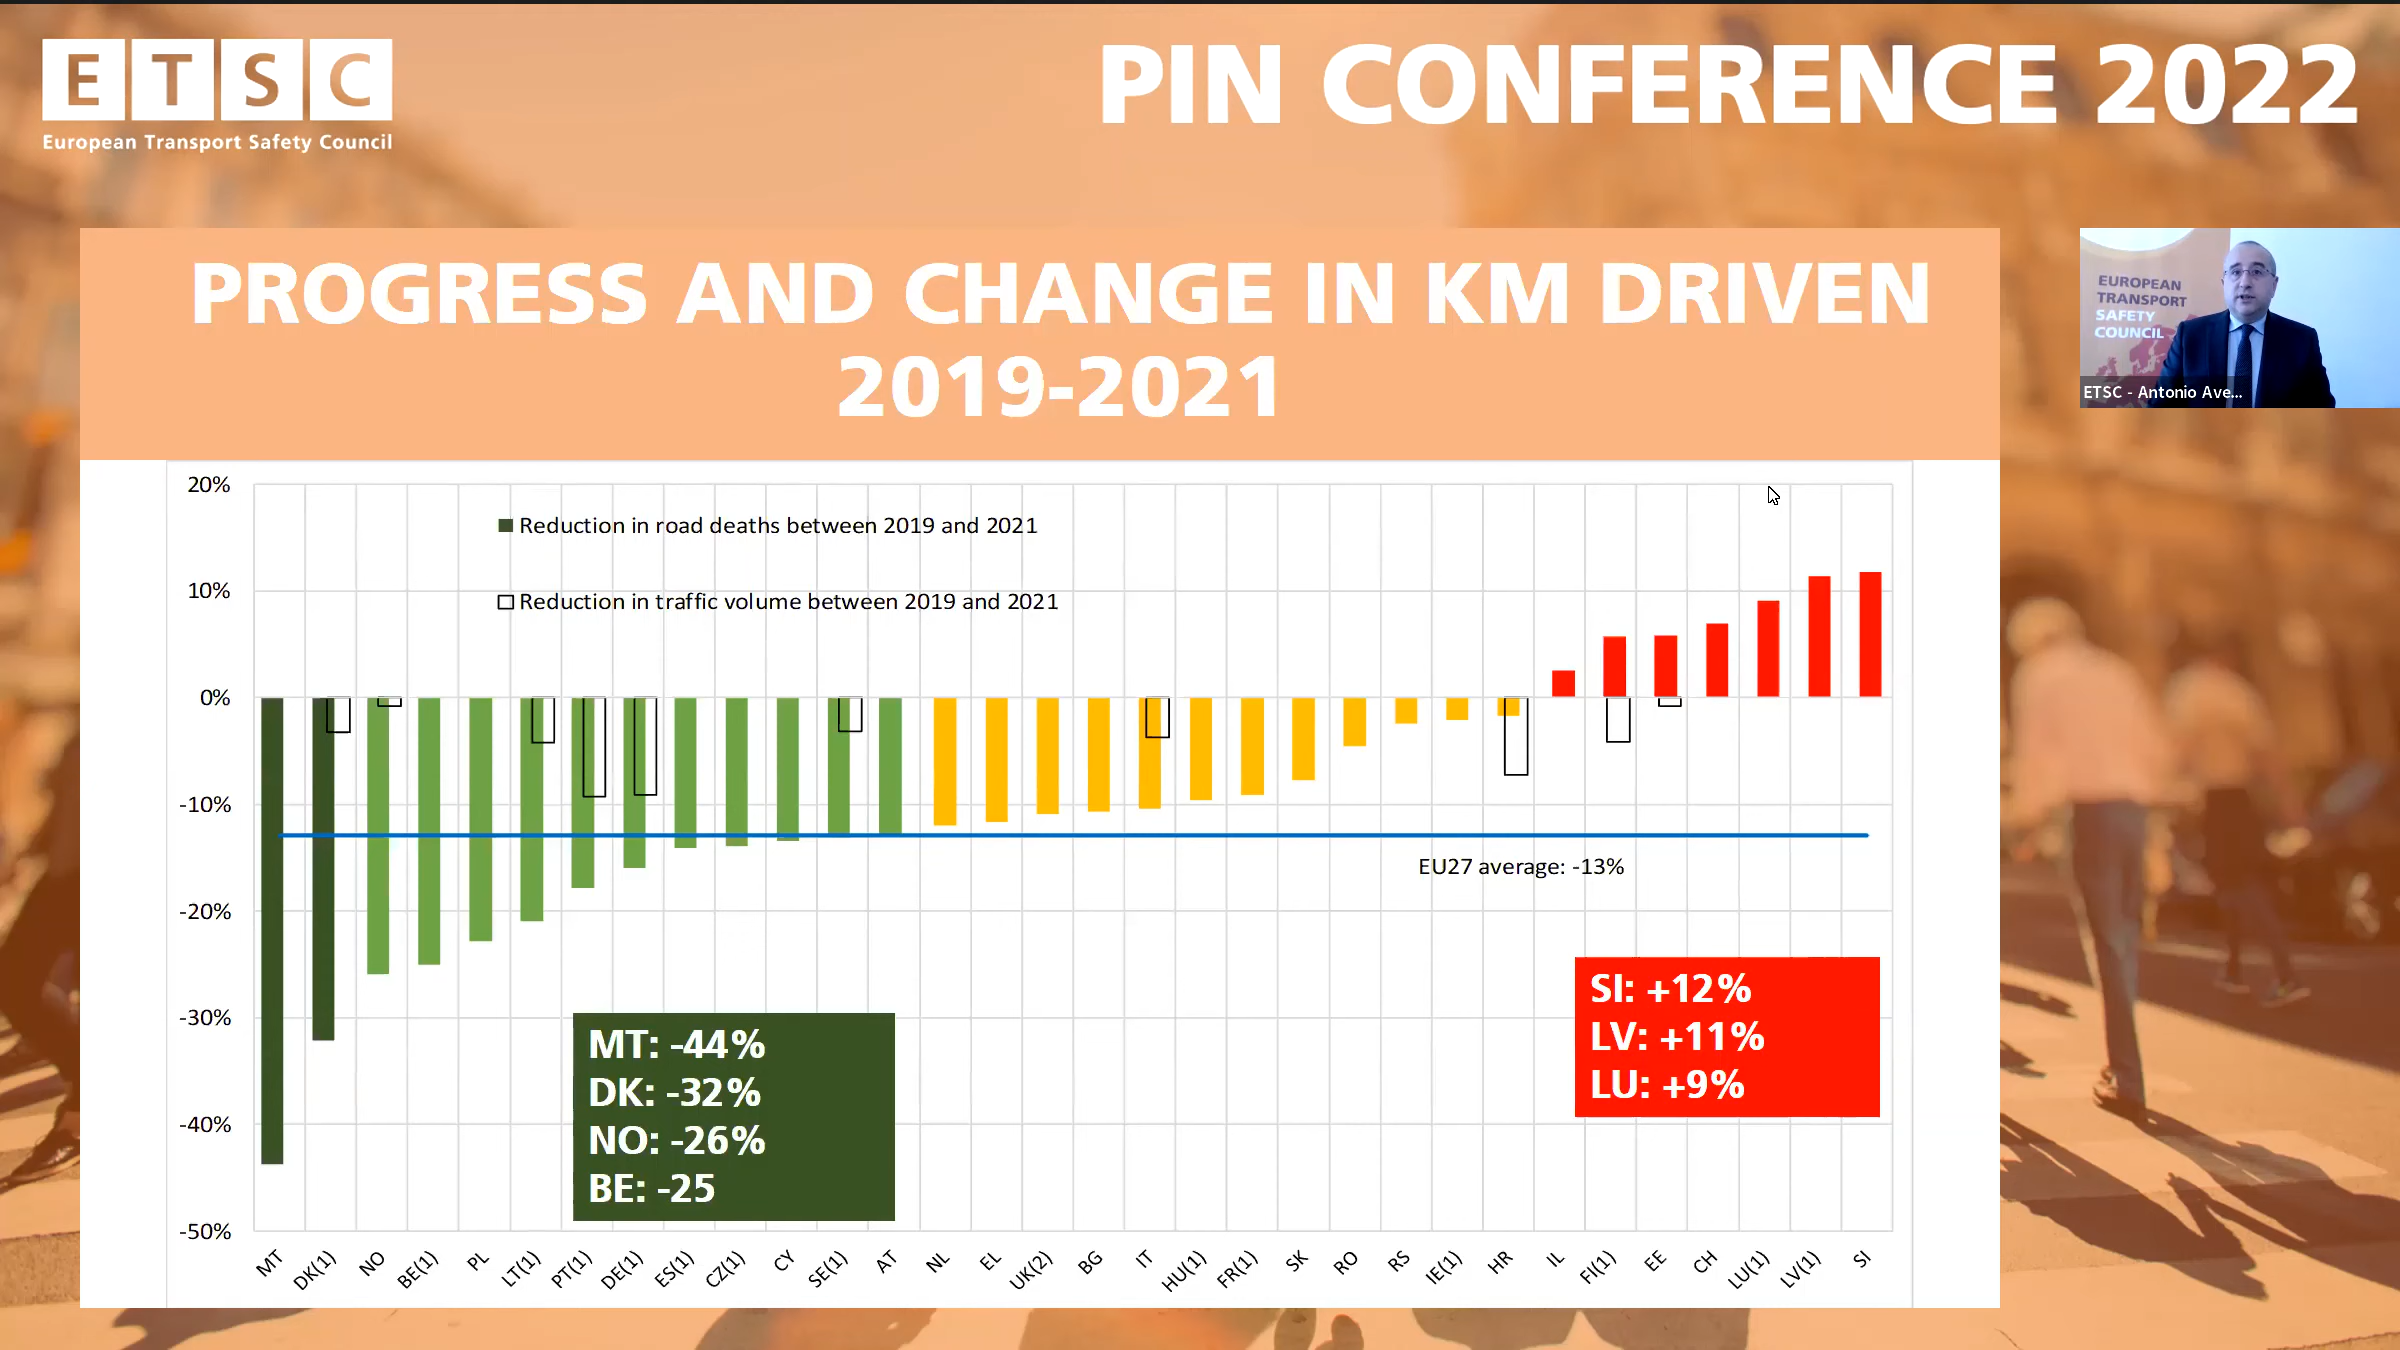 E T S C
European Transport Safety Council
PIN CONFERENCE 2022
PROGRESS AND CHANGE IN KM DRIVEN
2019-2021
EUROPEAN
TRANSPORT
SAFETY
COUNCIL
ETSC - Antonio Ave...
20%
10%
0%
-10%
-20%
-30%
-40%
-50%
Reduction in road deaths between 2019 and 2021
Reduction in traffic volume between 2019 and 2021
EU27 average: -13%
MT: -44%
DK: -32%
NO: -26%
BE: -25
SI: +12%
LV: +11%
LU: +9%
MT DK(1) NO BE(1) PL LT(1) PT(1) DE(1) ES(1) CZ(1) CY SE(1) AT NL EL UK(2) BG IT HU(1) FR(1) SK RO RS IE(1) HR IL FI(1) EE CH LU(1) LV(1) SI